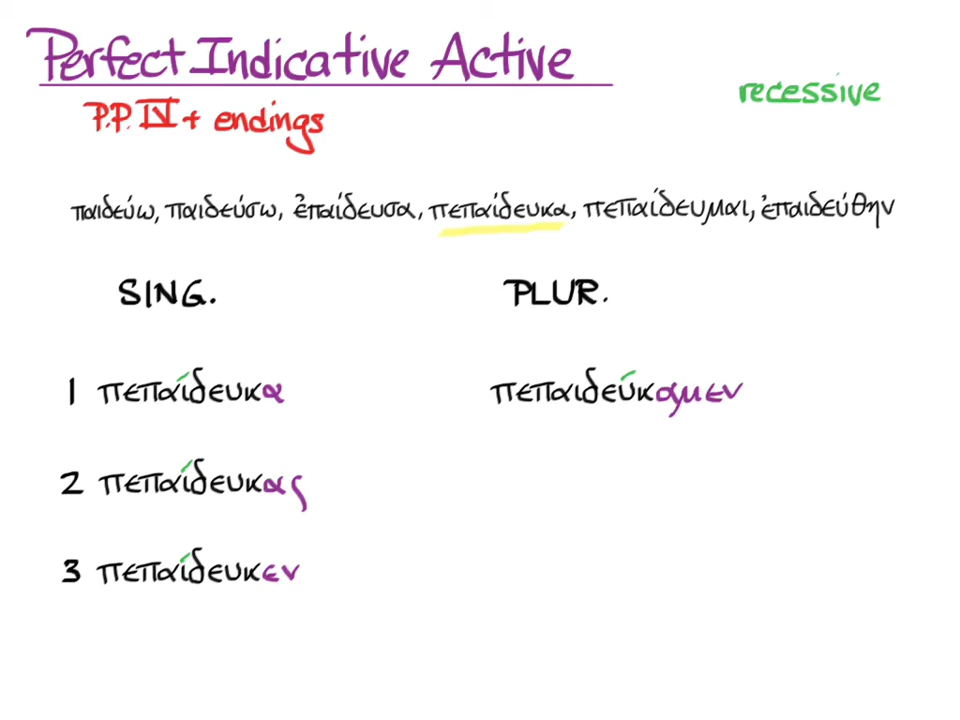 Perfect Indicative Active
recessive
P.P. IV + endings
παιδεύω, παιδεύσω, ἐπαίδευσα, πεπαίδευκα, πεπαίδευμαι, ἐπαιδεύθην
SING. PLUR.
1 πεπαίδευκα πεπαιδεύκαμεν
2 πεπαίδευκας
3 πεπαίδευκεν